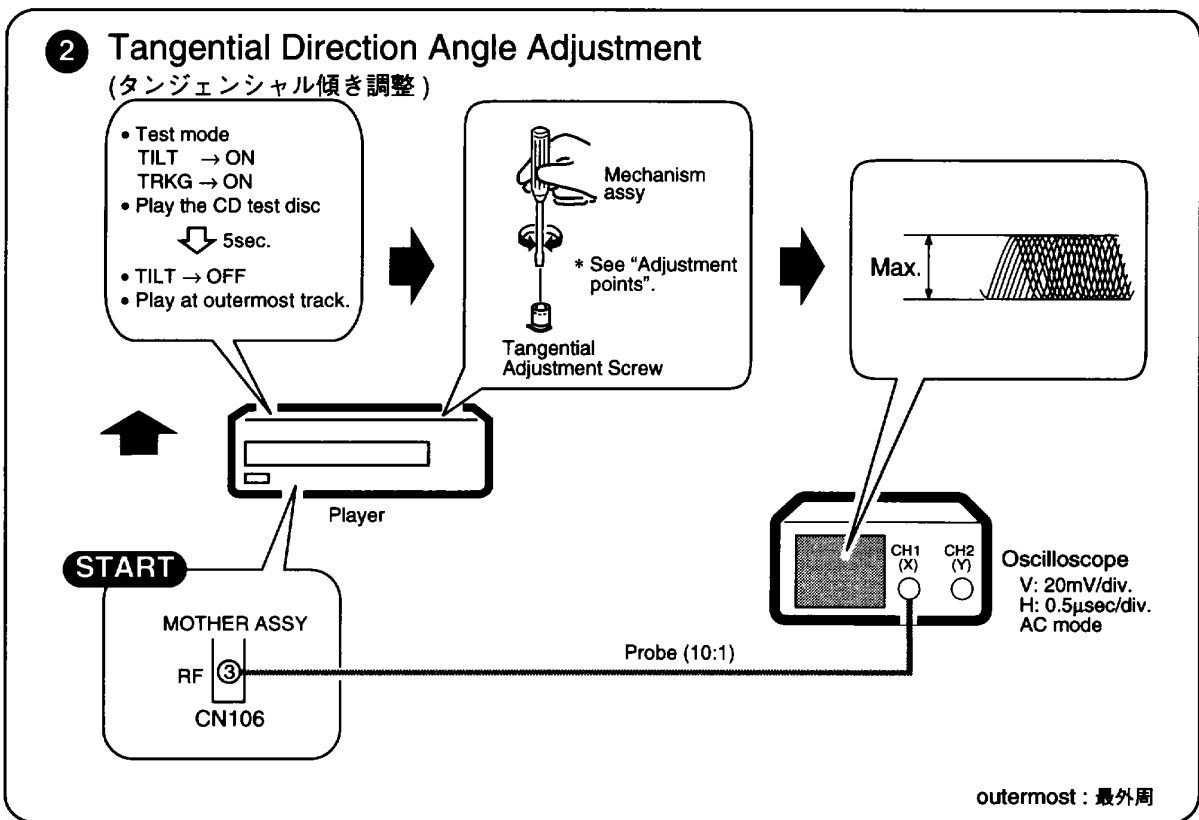 2 Tangential Direction Angle Adjustment
(タンジェンシャル傾き調整)
• Test mode
TILT → ON
TRKG → ON
• Play the CD test disc
5sec.
• TILT → OFF
• Play at outermost track.
Mechanism
assy
* See “Adjustment
points”.
Tangential
Adjustment Screw
Max.
Player
START
MOTHER ASSY
RF ③
CN106
Probe (10:1)
CH1
(X)
CH2
(Y)
Oscilloscope
V: 20mV/div.
H: 0.5μsec/div.
AC mode
outermost : 最外周